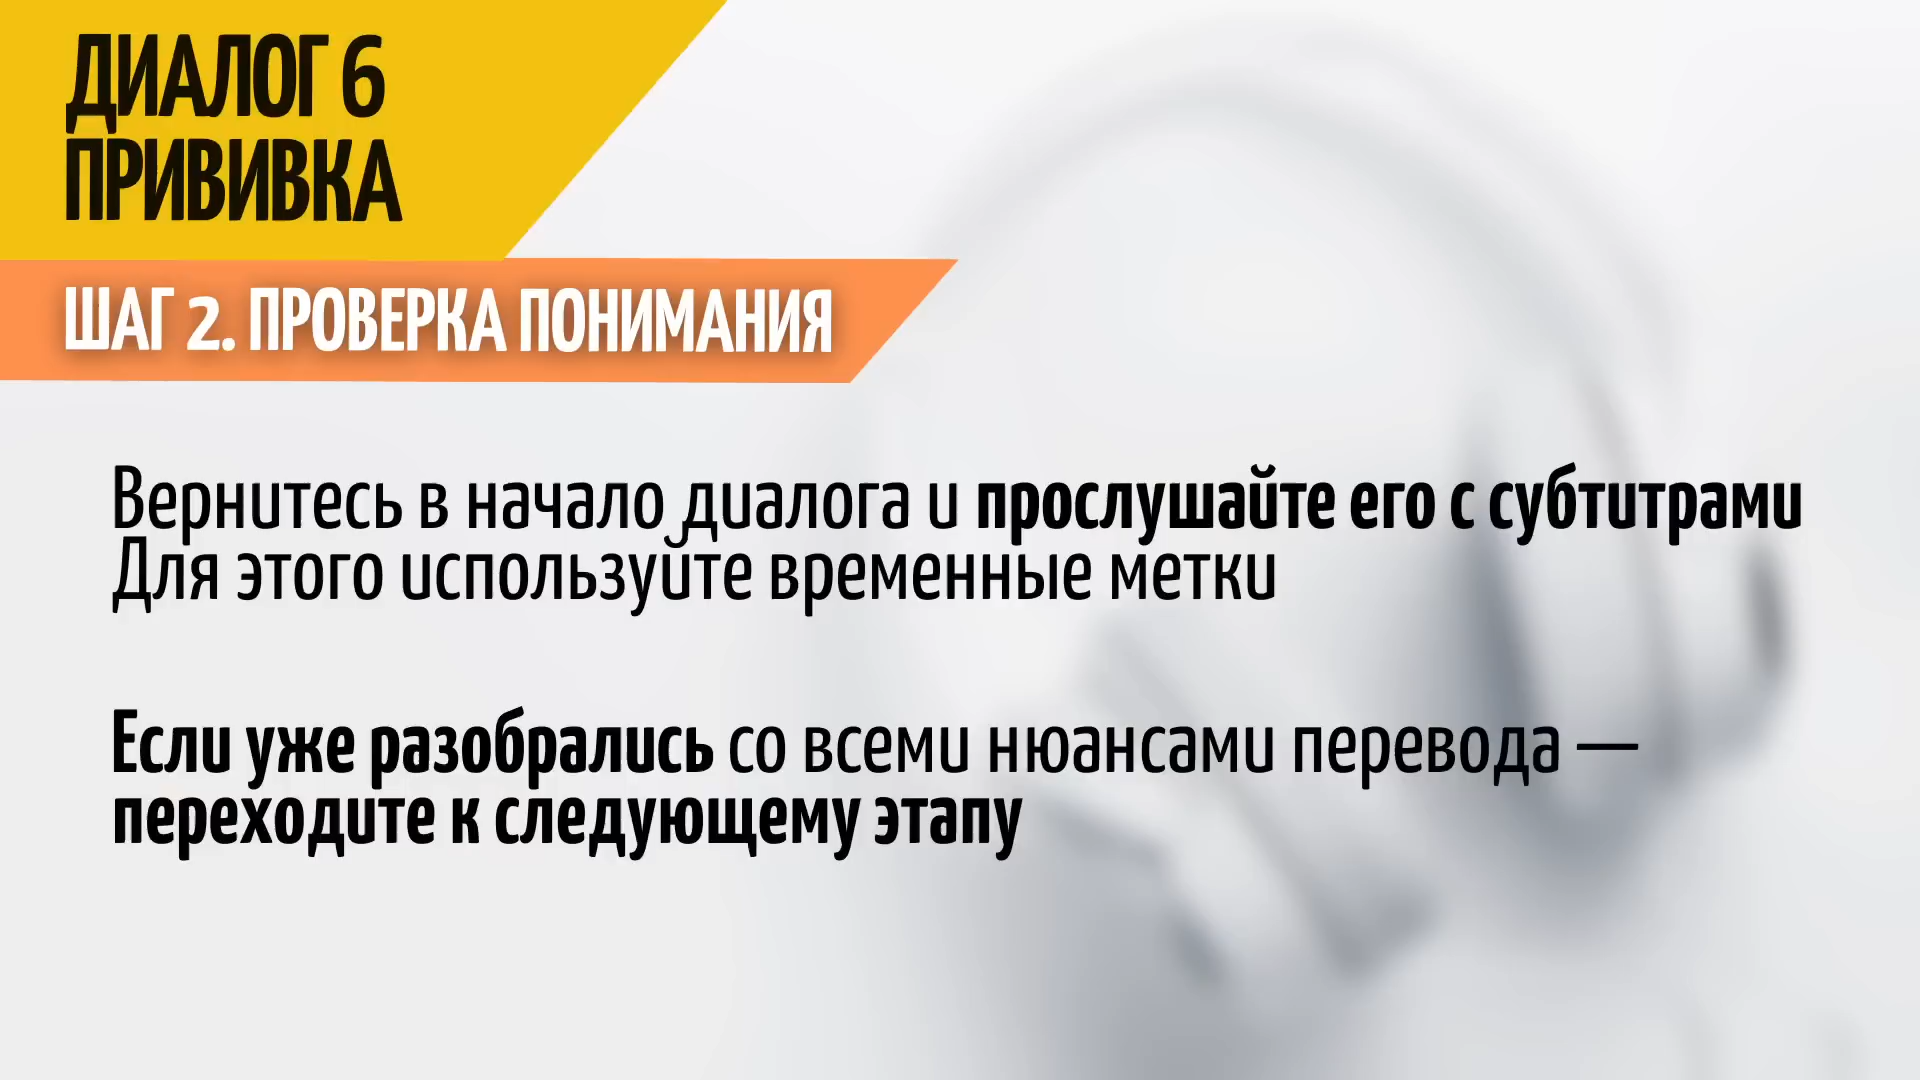 ДИАЛОГ 6
ПРИВИВКА
ШАГ 2. ПРОВЕРКА ПОНИМАНИЯ
Вернитесь в начало диалога и прослушайте его с субтитрами
Для этого используйте временные метки
Если уже разобрались со всеми нюансами перевода —
переходите к следующему этапу